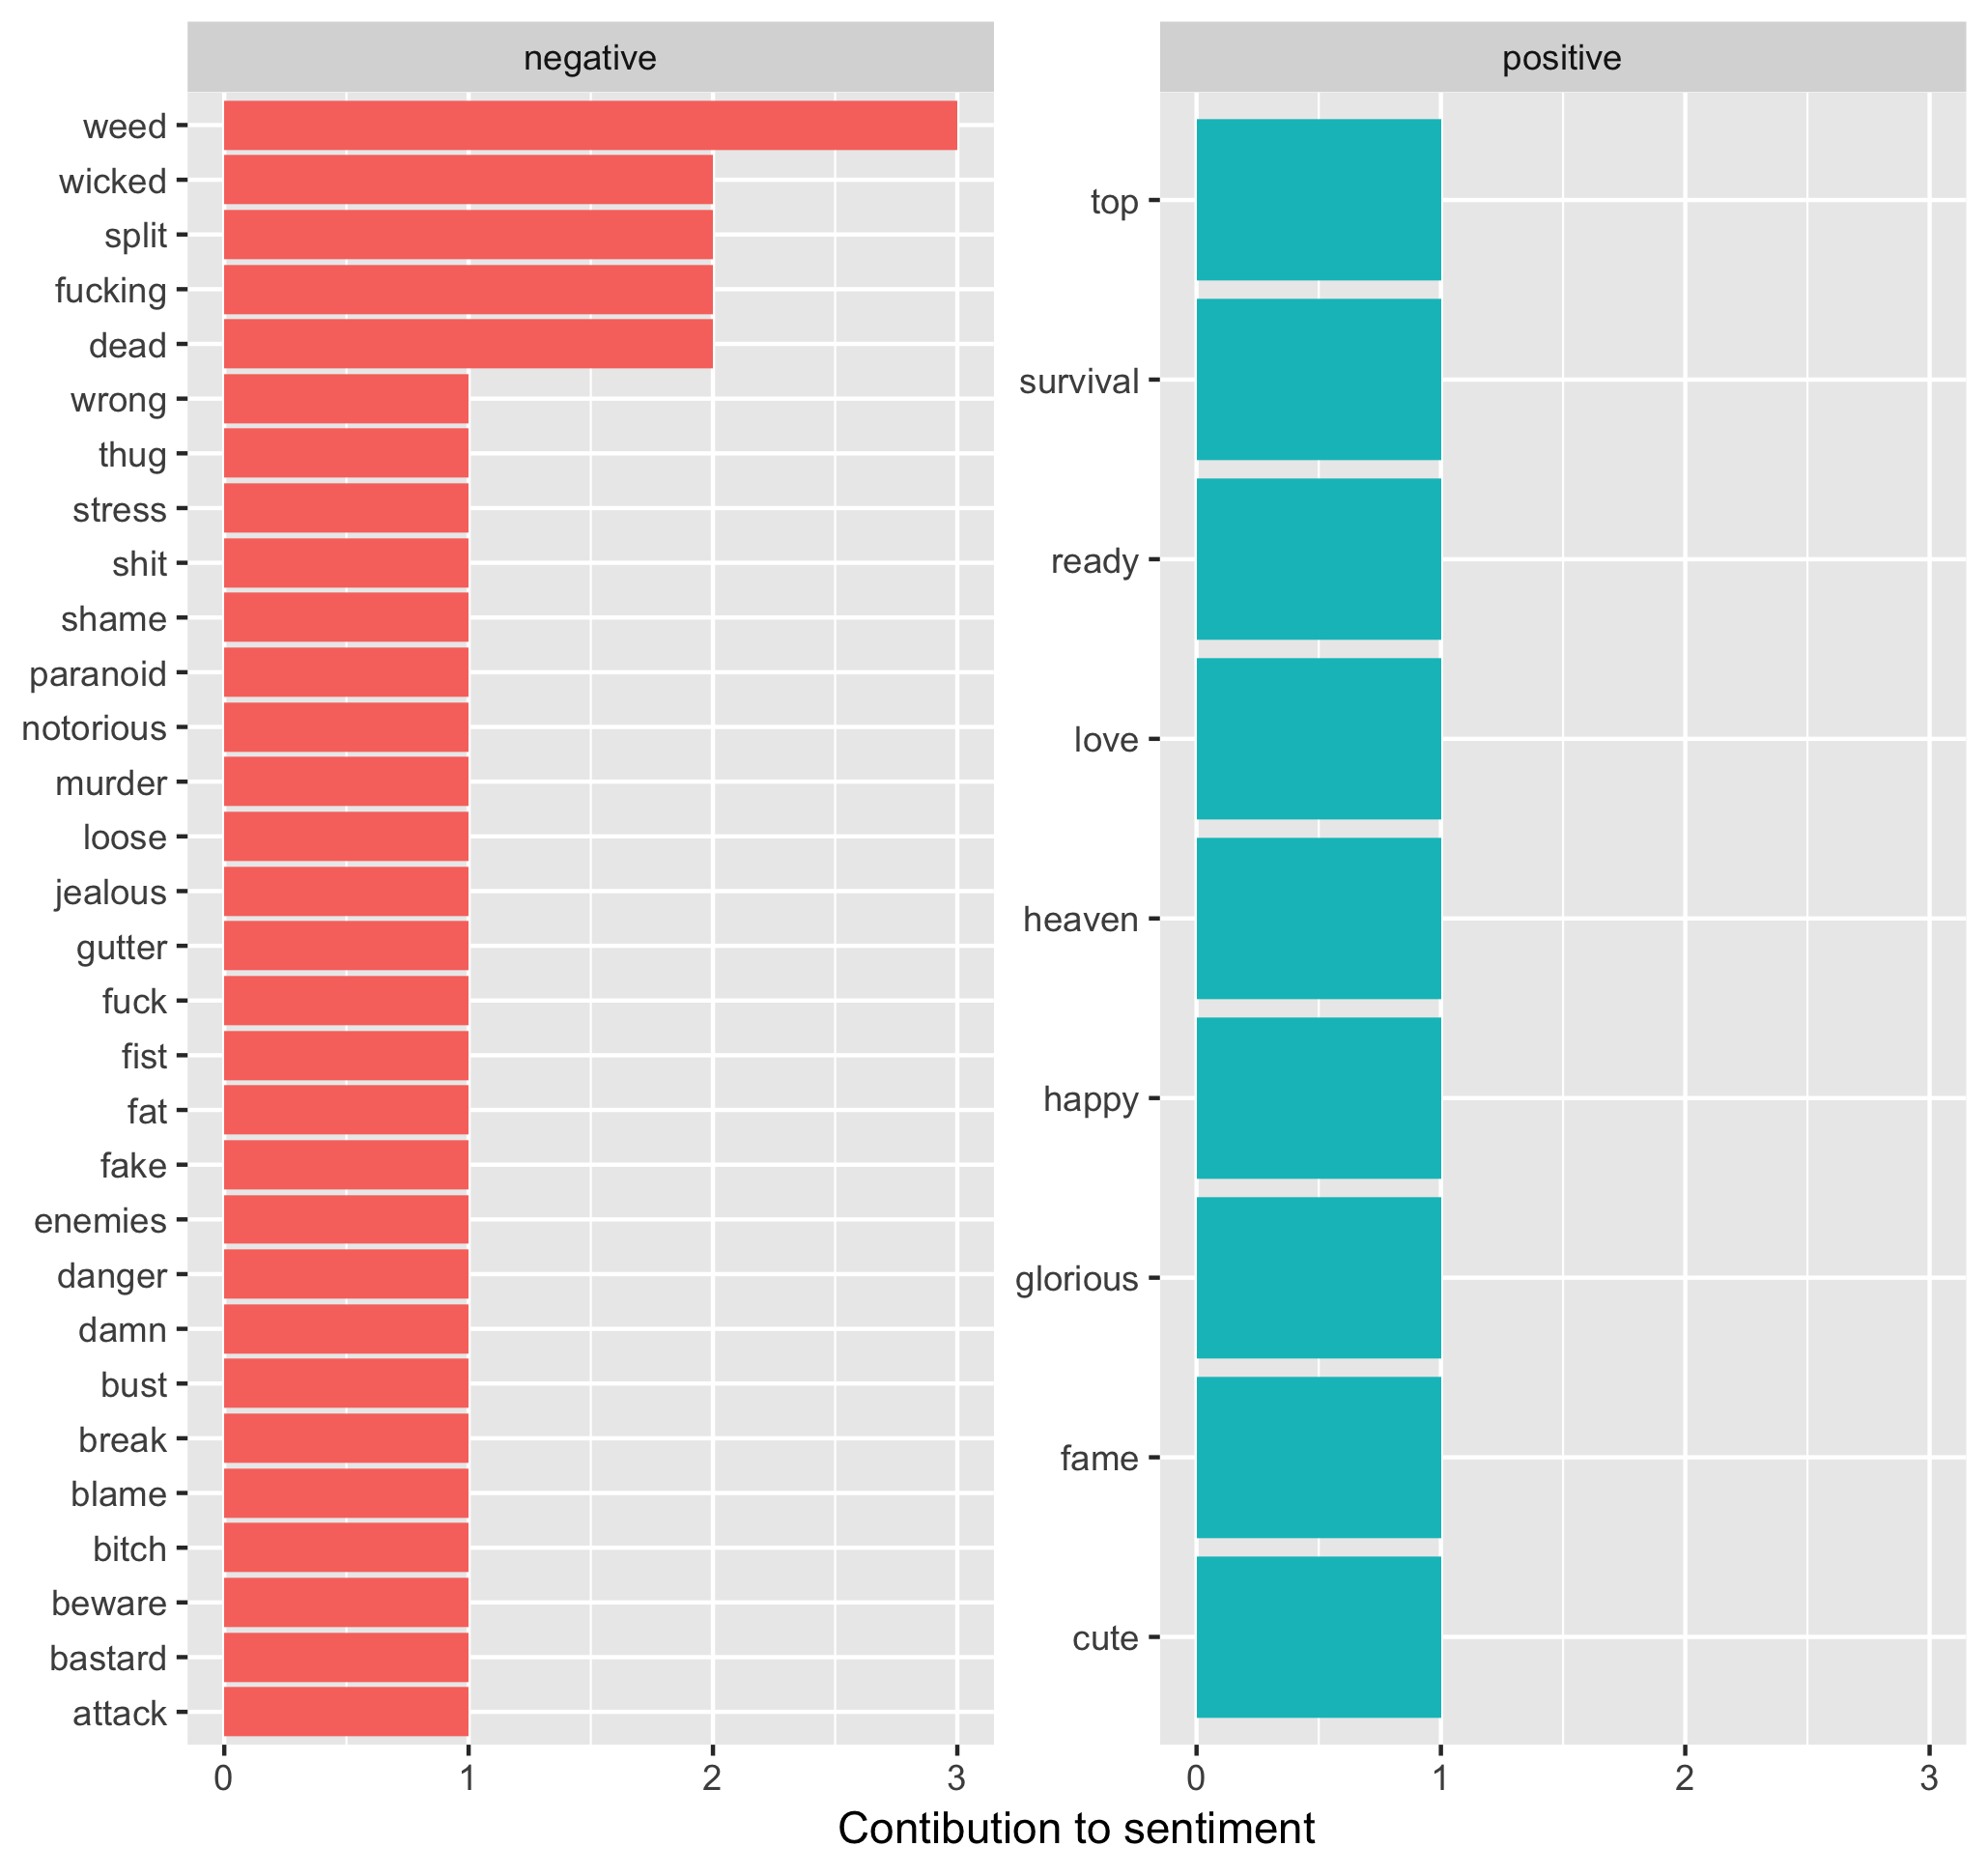 negative
weed
wicked
split
fucking
dead
wrong
thug
stress
shit
shame
paranoid
notorious
murder
loose
jealous
gutter
fuck
fist
fat
fake
enemies
danger
damn
bust
break
blame
bitch
beware
bastard
attack
0 1 2 3
positive
top
survival
ready
love
heaven
happy
glorious
fame
cute
0 1 2 3
Contibution to sentiment